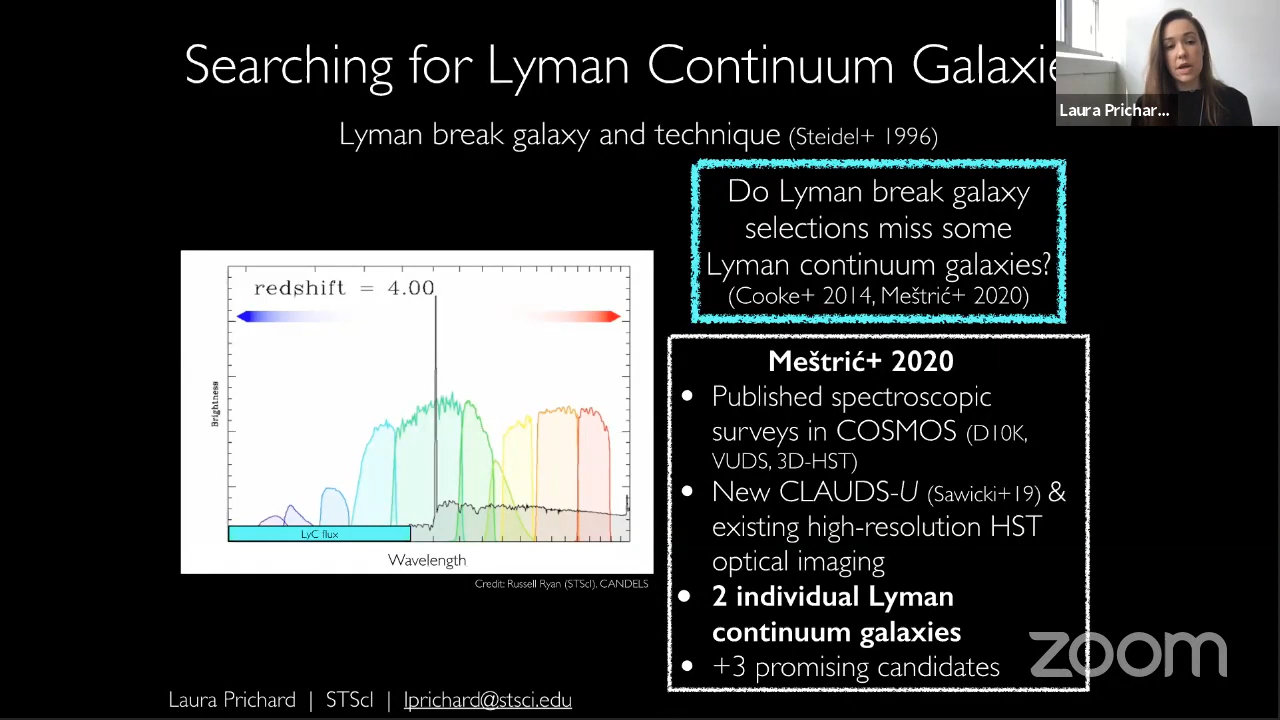 Searching for Lyman Continuum Galaxie
Laura Prichar...
Lyman break galaxy and technique (Steidel+ 1996)
Do Lyman break galaxy
selections miss some
Lyman continuum galaxies?
(Cooke+ 2014, Meštrić+ 2020)
redshift = 4.00
Brightness
LyC flux
Wavelength
Credit: Russell Ryan (STScI), CANDELS
Meštrić+ 2020
• Published spectroscopic
surveys in COSMOS (D10K,
VUDS, 3D-HST)
• New CLAUDS-U (Sawicki+19) &
existing high-resolution HST
optical imaging
• 2 individual Lyman
continuum galaxies
• +3 promising candidates
zoom
Laura Prichard | STScI | lprichard@stsci.edu